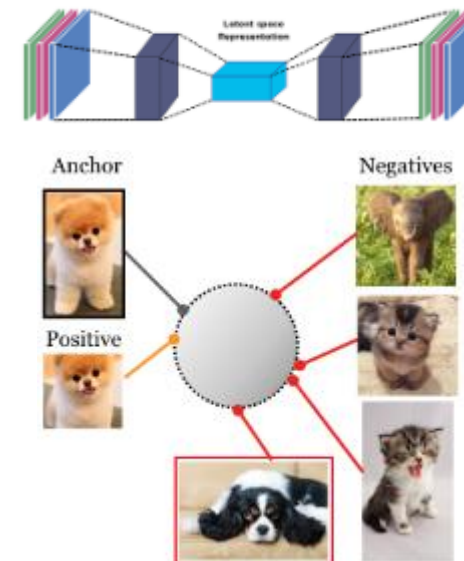 Latent space
Representation
Anchor
Negatives
Positive